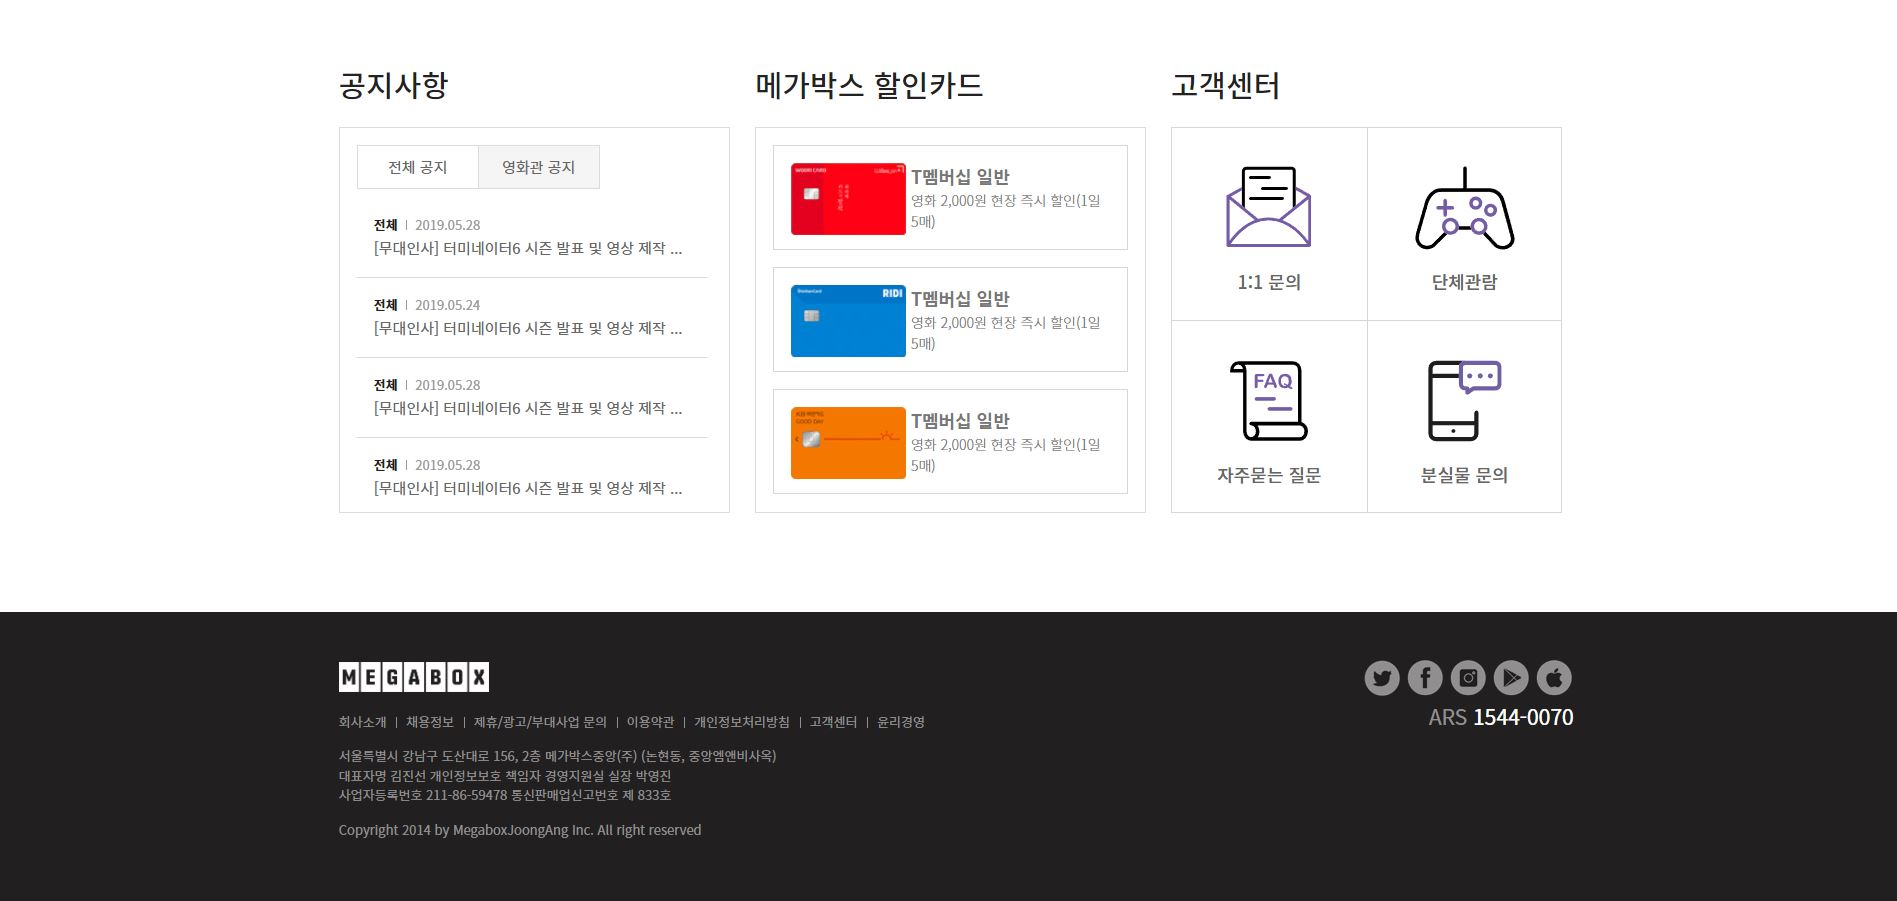 공지사항
전체 공지
영화관 공지
전체 | 2019.05.28
[무대인사] 터미네이터6 시즌 발표 및 영상 제작 ...
전체 | 2019.05.24
[무대인사] 터미네이터6 시즌 발표 및 영상 제작 ...
전체 | 2019.05.28
[무대인사] 터미네이터6 시즌 발표 및 영상 제작 ...
전체 | 2019.05.28
[무대인사] 터미네이터6 시즌 발표 및 영상 제작 ...
메가박스 할인카드
WOORI CARD
T멤버십 일반
영화 2,000원 현장 즉시 할인(1일
5매)
ShinhanCard
RIDI
T멤버십 일반
영화 2,000원 현장 즉시 할인(1일
5매)
GOOD DAY
T멤버십 일반
영화 2,000원 현장 즉시 할인(1일
5매)
고객센터
1:1 문의
단체관람
FAQ
자주묻는 질문
분실물 문의
MEGABOX
회사소개 | 채용정보 | 제휴/광고/부대사업 문의 | 이용약관 | 개인정보처리방침 | 고객센터 | 윤리경영
서울특별시 강남구 도산대로 156, 2층 메가박스중앙(주) (논현동, 중앙엠앤비사옥)
대표자명 김진선 개인정보보호 책임자 경영지원실 실장 박영진
사업자등록번호 211-86-59478 통신판매업신고번호 제 833호
Copyright 2014 by MegaboxJoongAng Inc. All right reserved
ARS 1544-0070